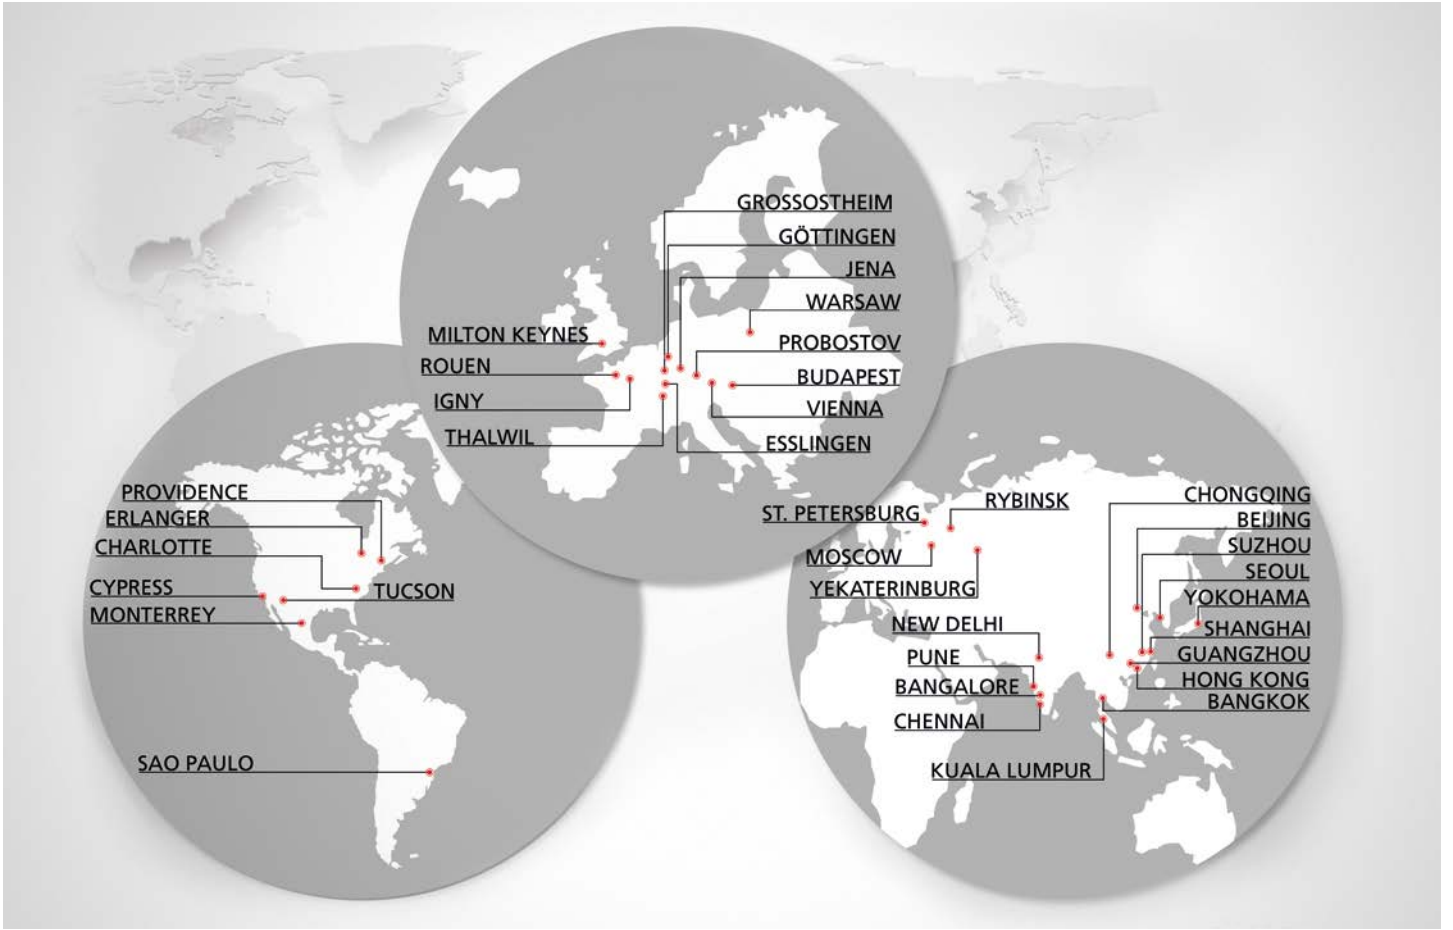 GROSSOSTHEIM
GÖTTINGEN
JENA
WARSAW
MILTON KEYNES
PROBOSTOV
ROUEN
BUDAPEST
IGNY
VIENNA
THALWIL
ESSLINGEN
PROVIDENCE
ERLANGER
CHARLOTTE
CYPRESS
TUCSON
MONTERREY
SAO PAULO
ST. PETERSBURG
RYBINSK
MOSCOW
YEKATERINBURG
NEW DELHI
PUNE
BANGALORE
CHENNAI
KUALA LUMPUR
CHONGOING
BEIJING
SUZHOU
SEOUL
YOKOHAMA
SHANGHAI
GUANGZHOU
HONG KONG
BANGKOK